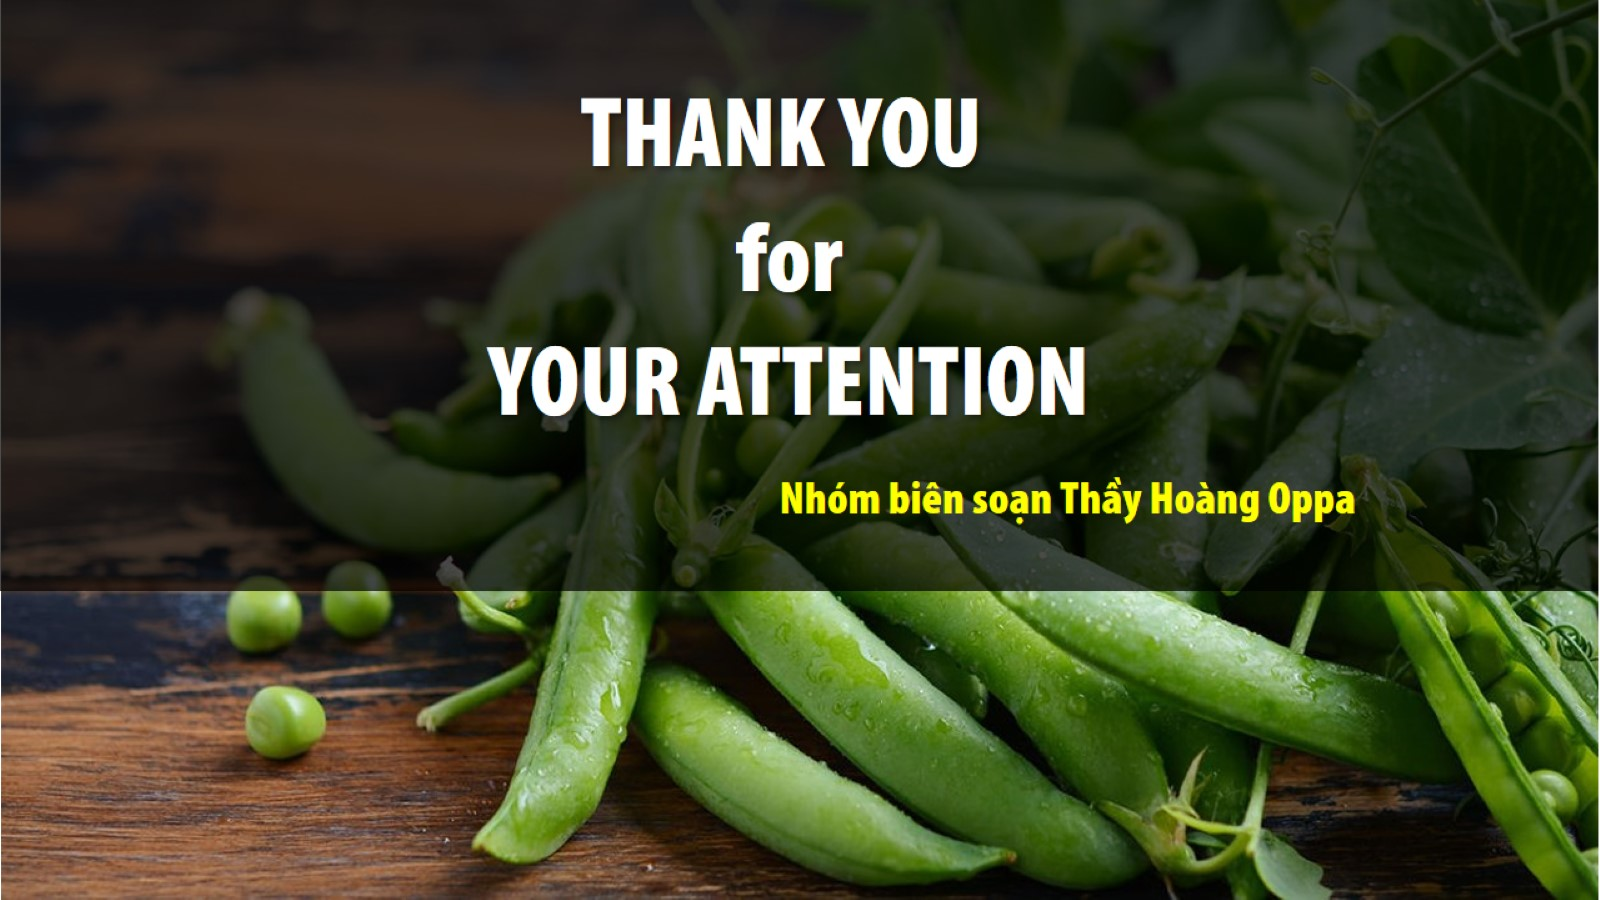 THANK YOU
for
YOUR ATTENTION
Nhóm biên soạn Thầy Hoàng Oppa